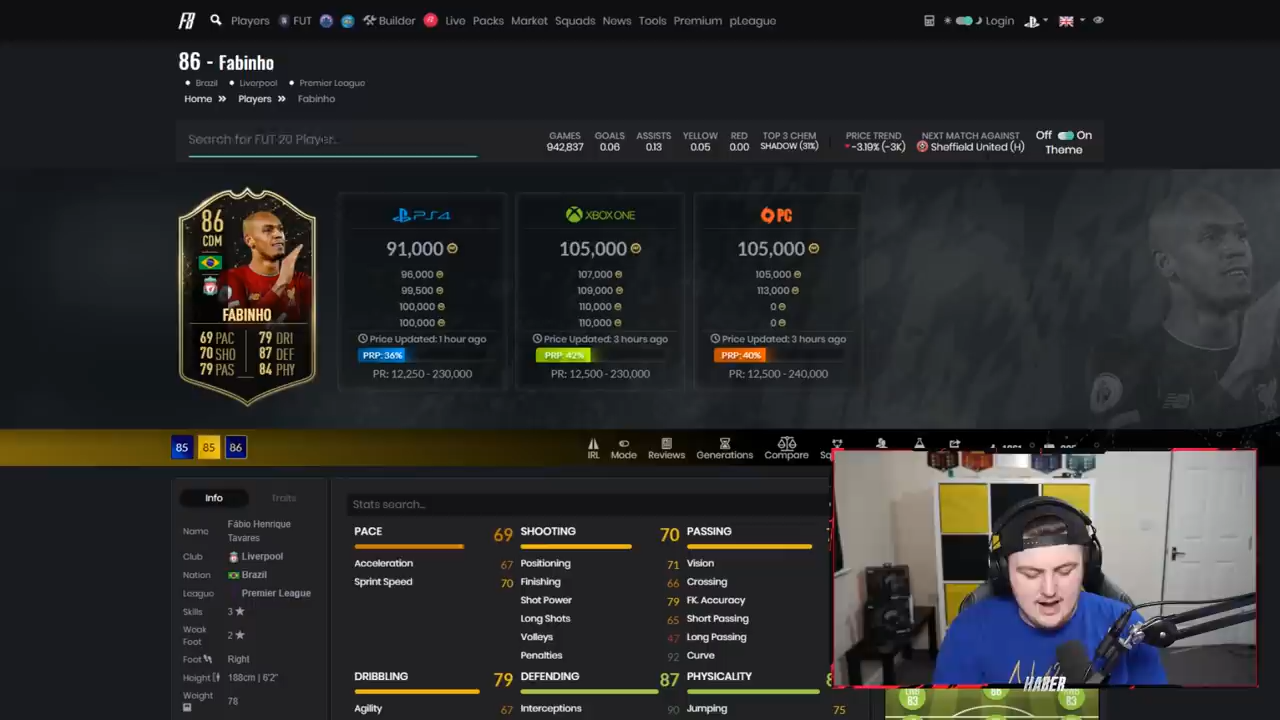 Players FUT Builder Live Packs Market Squads News Tools Premium pLeague Login
86 - Fabinho
Brazil Liverpool Premier League
Home » Players » Fabinho
Search for FUT 20 Player...
GAMES GOALS ASSISTS YELLOW RED TOP 3 CHEM PRICE TREND NEXT MATCH AGAINST Off On
942,837 0.06 0.13 0.05 0.00 SHADOW (31%) -3.19% (-3K) Sheffield United (H) Theme
86
CDM
FABINHO
69 PAC 79 DRI
70 SHO 87 DEF
79 PAS 84 PHY
PS4
91,000
96,000
99,500
100,000
100,000
Price Updated: 1 hour ago
PRP: 36%
PR: 12,250 - 230,000
XBOX ONE
105,000
107,000
109,000
110,000
110,000
Price Updated: 3 hours ago
PRP: 42%
PR: 12,500 - 230,000
PC
105,000
105,000
113,000
0
0
Price Updated: 3 hours ago
PRP: 40%
PR: 12,500 - 240,000
85 85 86
IRL Mode Reviews Generations Compare
Info Traits
Name Fábio Henrique Tavares
Club Liverpool
Nation Brazil
League Premier League
Skills 3
Weak Foot 2
Foot Right
Height 188cm | 6'2"
Weight 78
Stats search...
PACE 69
Acceleration 67
Sprint Speed 70
SHOOTING 70
Positioning 71
Finishing 66
Shot Power 79
Long Shots 65
Volleys 47
Penalties 92
PASSING
Vision
Crossing
FK Accuracy
Short Passing
Long Passing
Curve
DRIBBLING 79
Agility 67
DEFENDING 87
Interceptions 90
PHYSICALITY
Jumping 75
HABER
83 66 83